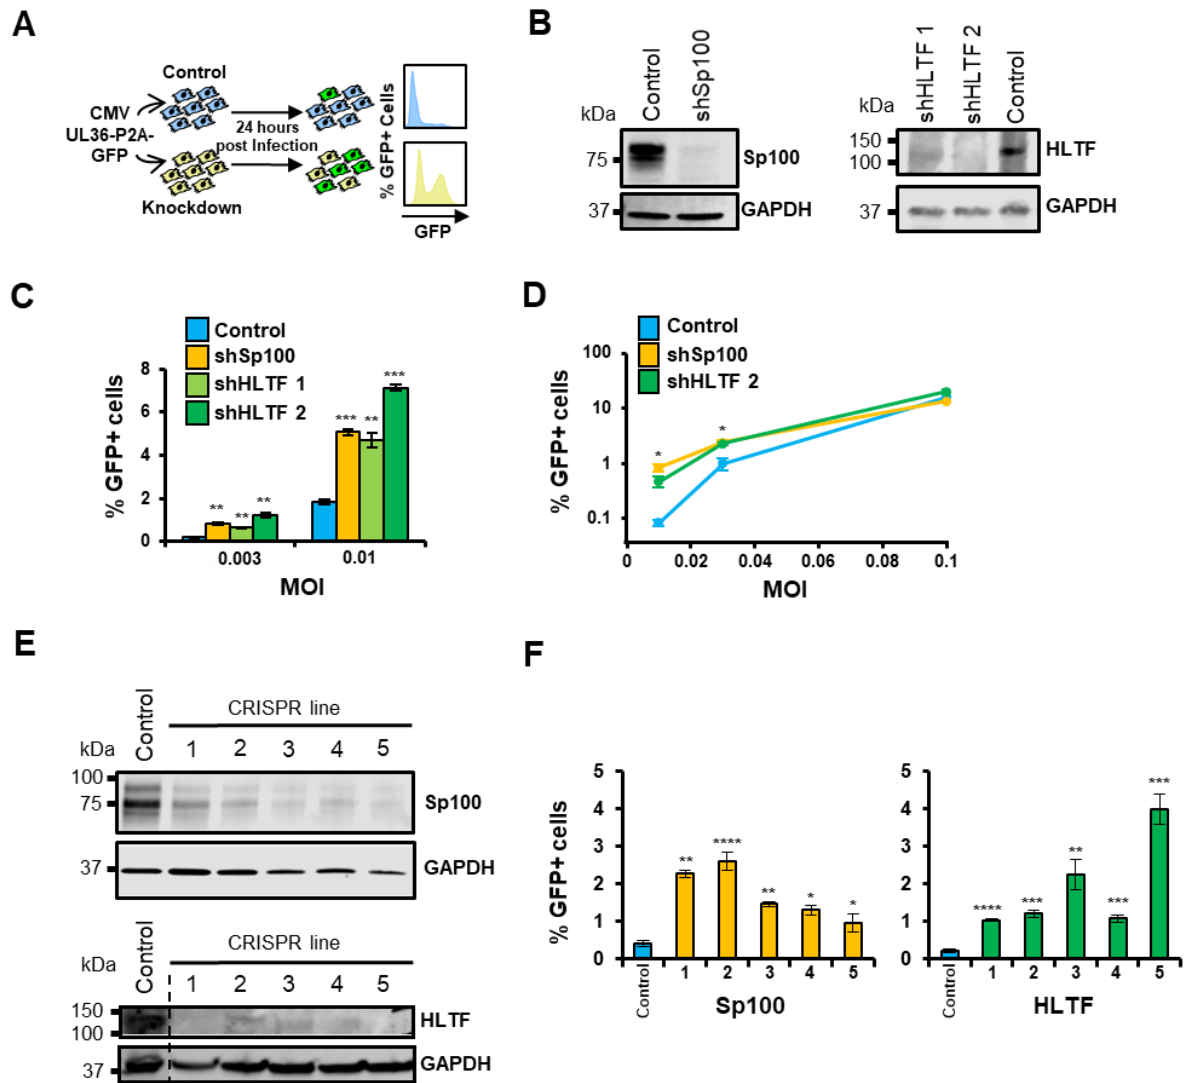 A
Control
CMV
UL36-P2A-
GFP
24 hours
post Infection
Knockdown
% GFP+ Cells
GFP
B
kDa
Control
shSp100
75
Sp100
37
GAPDH
kDa
shHLTF 1
shHLTF 2
Control
150
100
HLTF
37
GAPDH
C
Control
shSp100
shHLTF 1
shHLTF 2
% GFP+ cells
8
6
4
2
0
** ** **
*** ** ***
0.003 0.01
MOI
D
Control
shSp100
shHLTF 2
% GFP+ cells
100
10
1
0.1
* *
0 0.02 0.04 0.06 0.08 0.1
MOI
E
Control
CRISPR line
kDa
1 2 3 4 5
100
75
Sp100
37
GAPDH
Control
CRISPR line
kDa
1 2 3 4 5
150
100
HLTF
37
GAPDH
F
% GFP+ cells
5
4
3
2
1
0
** **** ** * *
Control 1 2 3 4 5
Sp100
5
4
3
2
1
0
**** *** ** *** ***
Control 1 2 3 4 5
HLTF